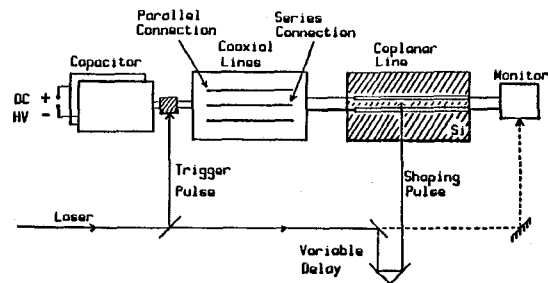 Parallel
Connection
Series
Connection
Coaxial
Lines
Coplanar
Line
Capacitor
Monitor
DC +
HV -
Si
Trigger
Pulse
Shaping
Pulse
Laser
Variable
Delay